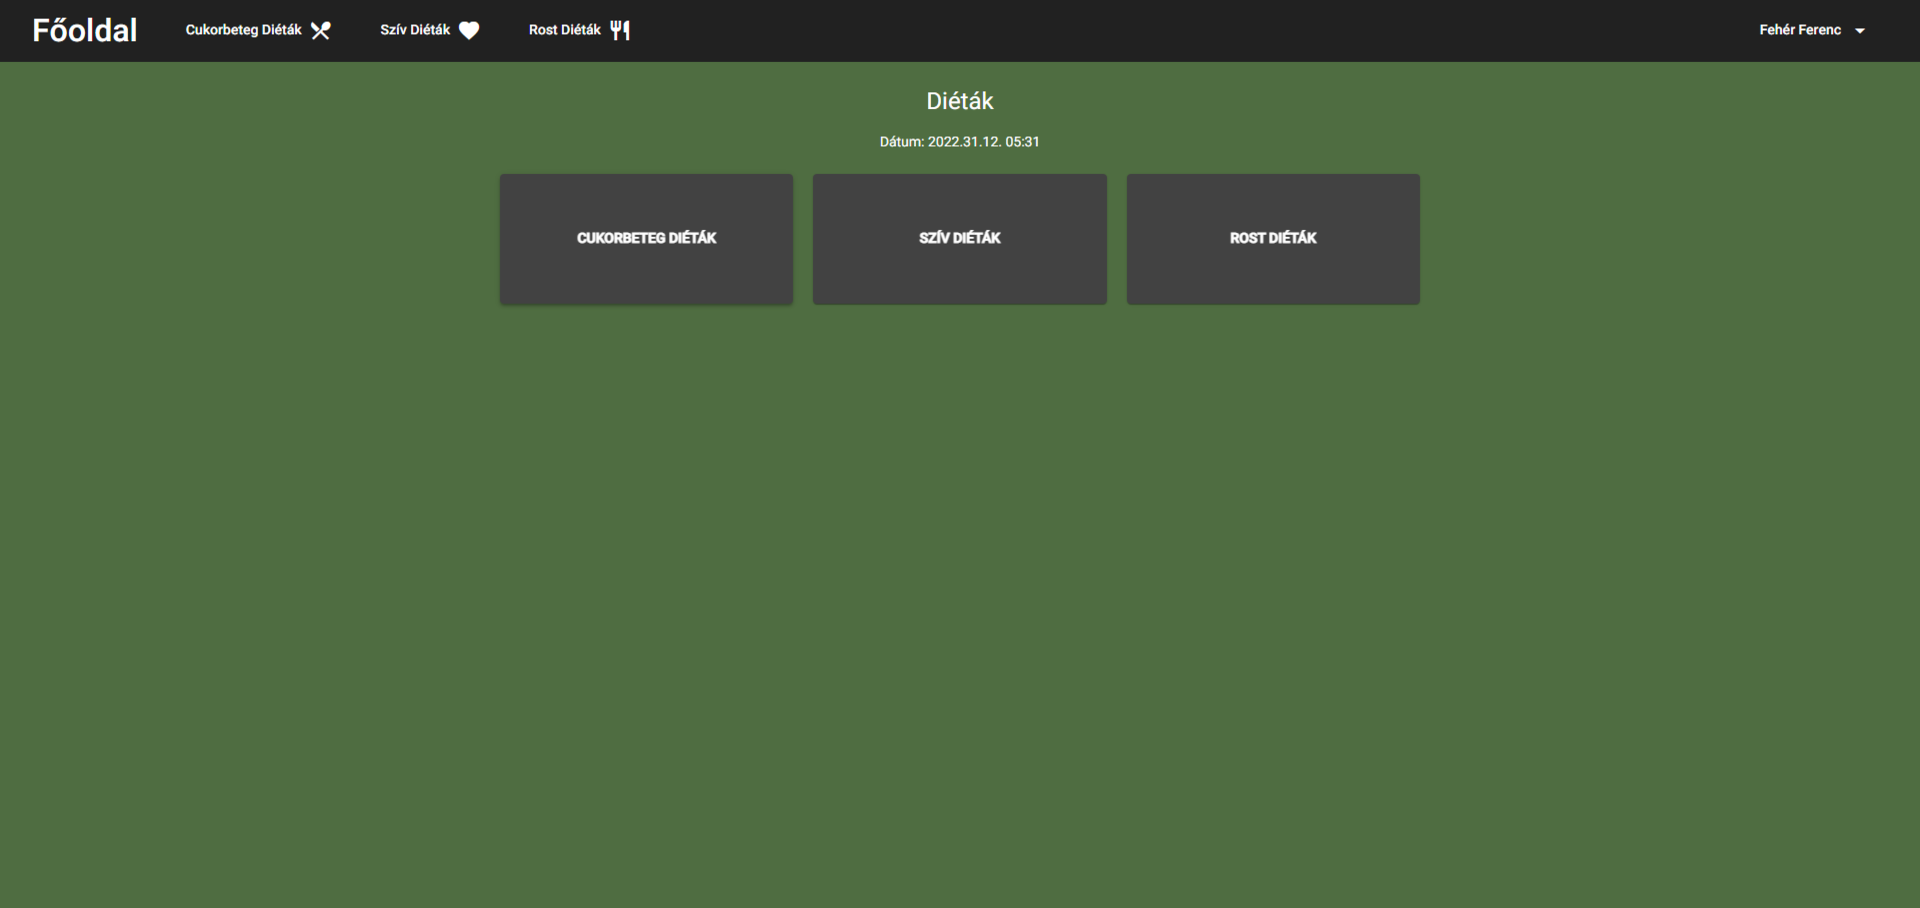 Főoldal
Cukorbeteg Diéták
Szív Diéták
Rost Diéták
Fehér Ferenc
Diéták
Dátum: 2022.31.12. 05:31
CUKORBETEG DIÉTÁK
SZÍV DIÉTÁK
ROST DIÉTÁK